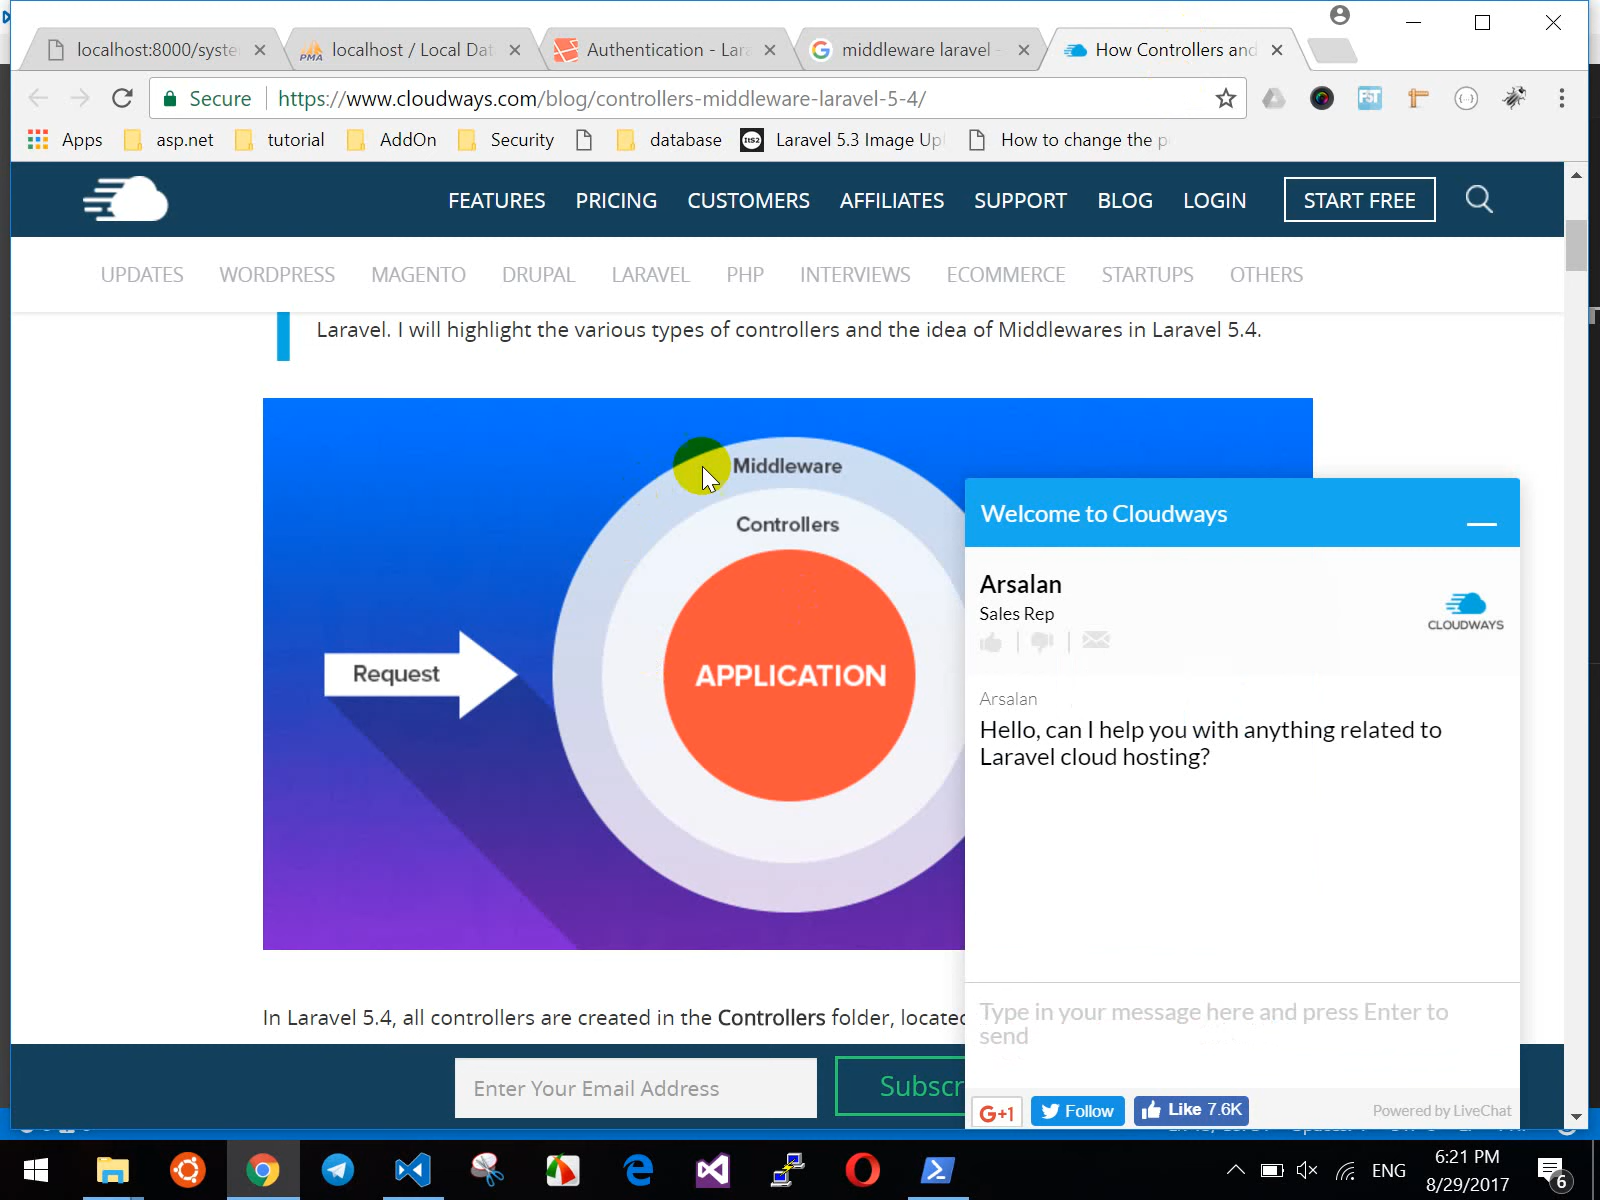 localhost:8000/syste
localhost / Local Dat
Authentication - Lara
middleware laravel -
How Controllers and
PMA
Secure
https://www.cloudways.com/blog/controllers-middleware-laravel-5-4/
FST
Apps
asp.net
tutorial
AddOn
Security
database
Laravel 5.3 Image Upl
How to change the p
FEATURES
PRICING
CUSTOMERS
AFFILIATES
SUPPORT
BLOG
LOGIN
START FREE
UPDATES
WORDPRESS
MAGENTO
DRUPAL
LARAVEL
PHP
INTERVIEWS
ECOMMERCE
STARTUPS
OTHERS
Laravel. I will highlight the various types of controllers and the idea of Middlewares in Laravel 5.4.
Middleware
Controllers
APPLICATION
Request
Welcome to Cloudways
Arsalan
Sales Rep
CLOUDWAYS
Arsalan
Hello, can I help you with anything related to
Laravel cloud hosting?
In Laravel 5.4, all controllers are created in the Controllers folder, located
Type in your message here and press Enter to
send
Enter Your Email Address
Subscr
G+1
Follow
Like 7.6K
Powered by LiveChat
ENG
6:21 PM
8/29/2017
6